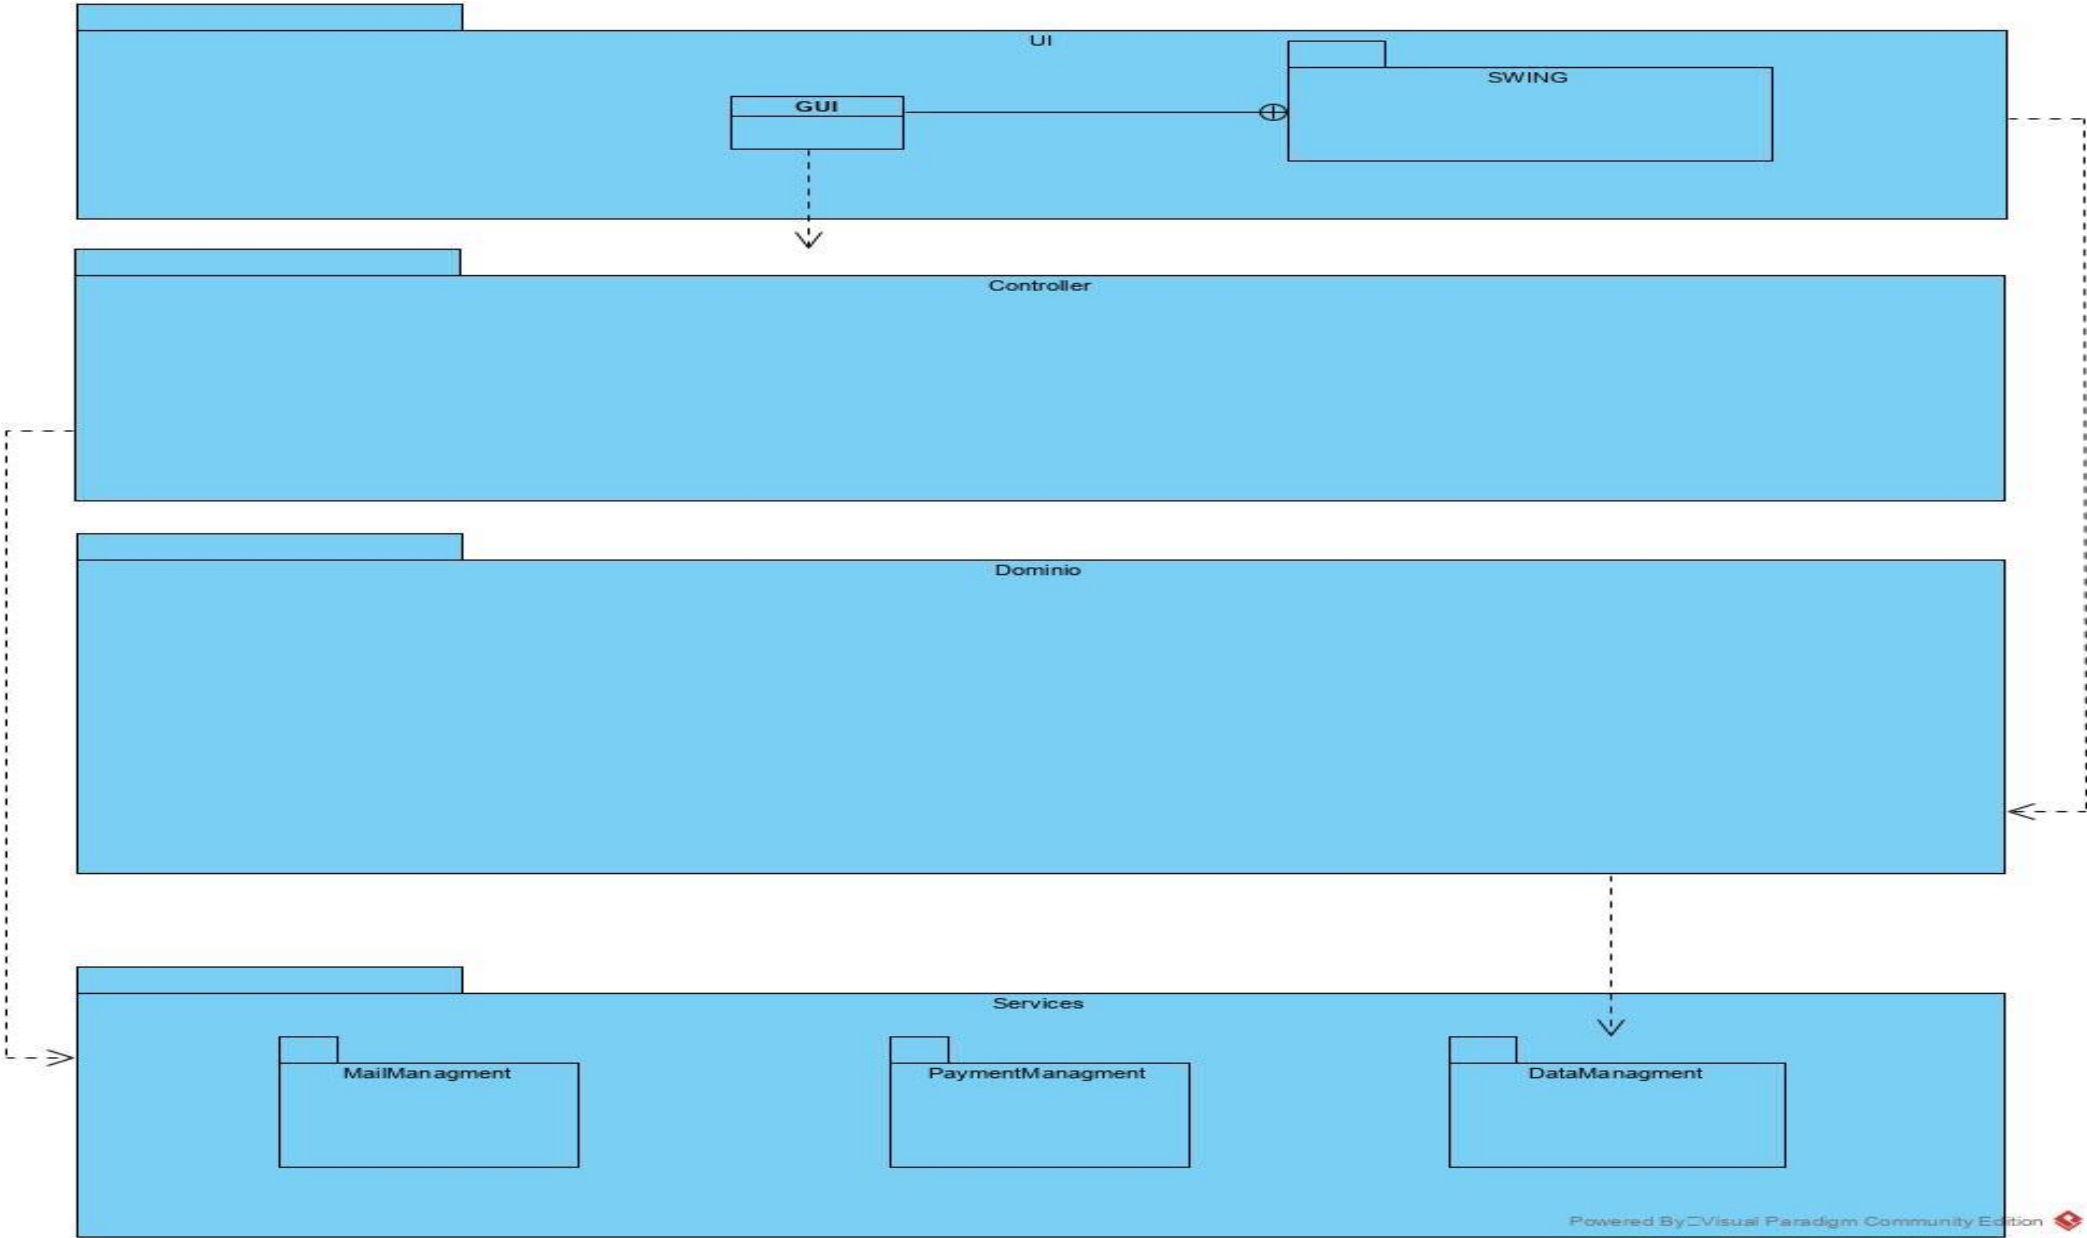 UI
SWING
GUI
Controller
Dominio
Services
MailManagment
PaymentManagment
DataManagment
Powered By Visual Paradigm Community Edition